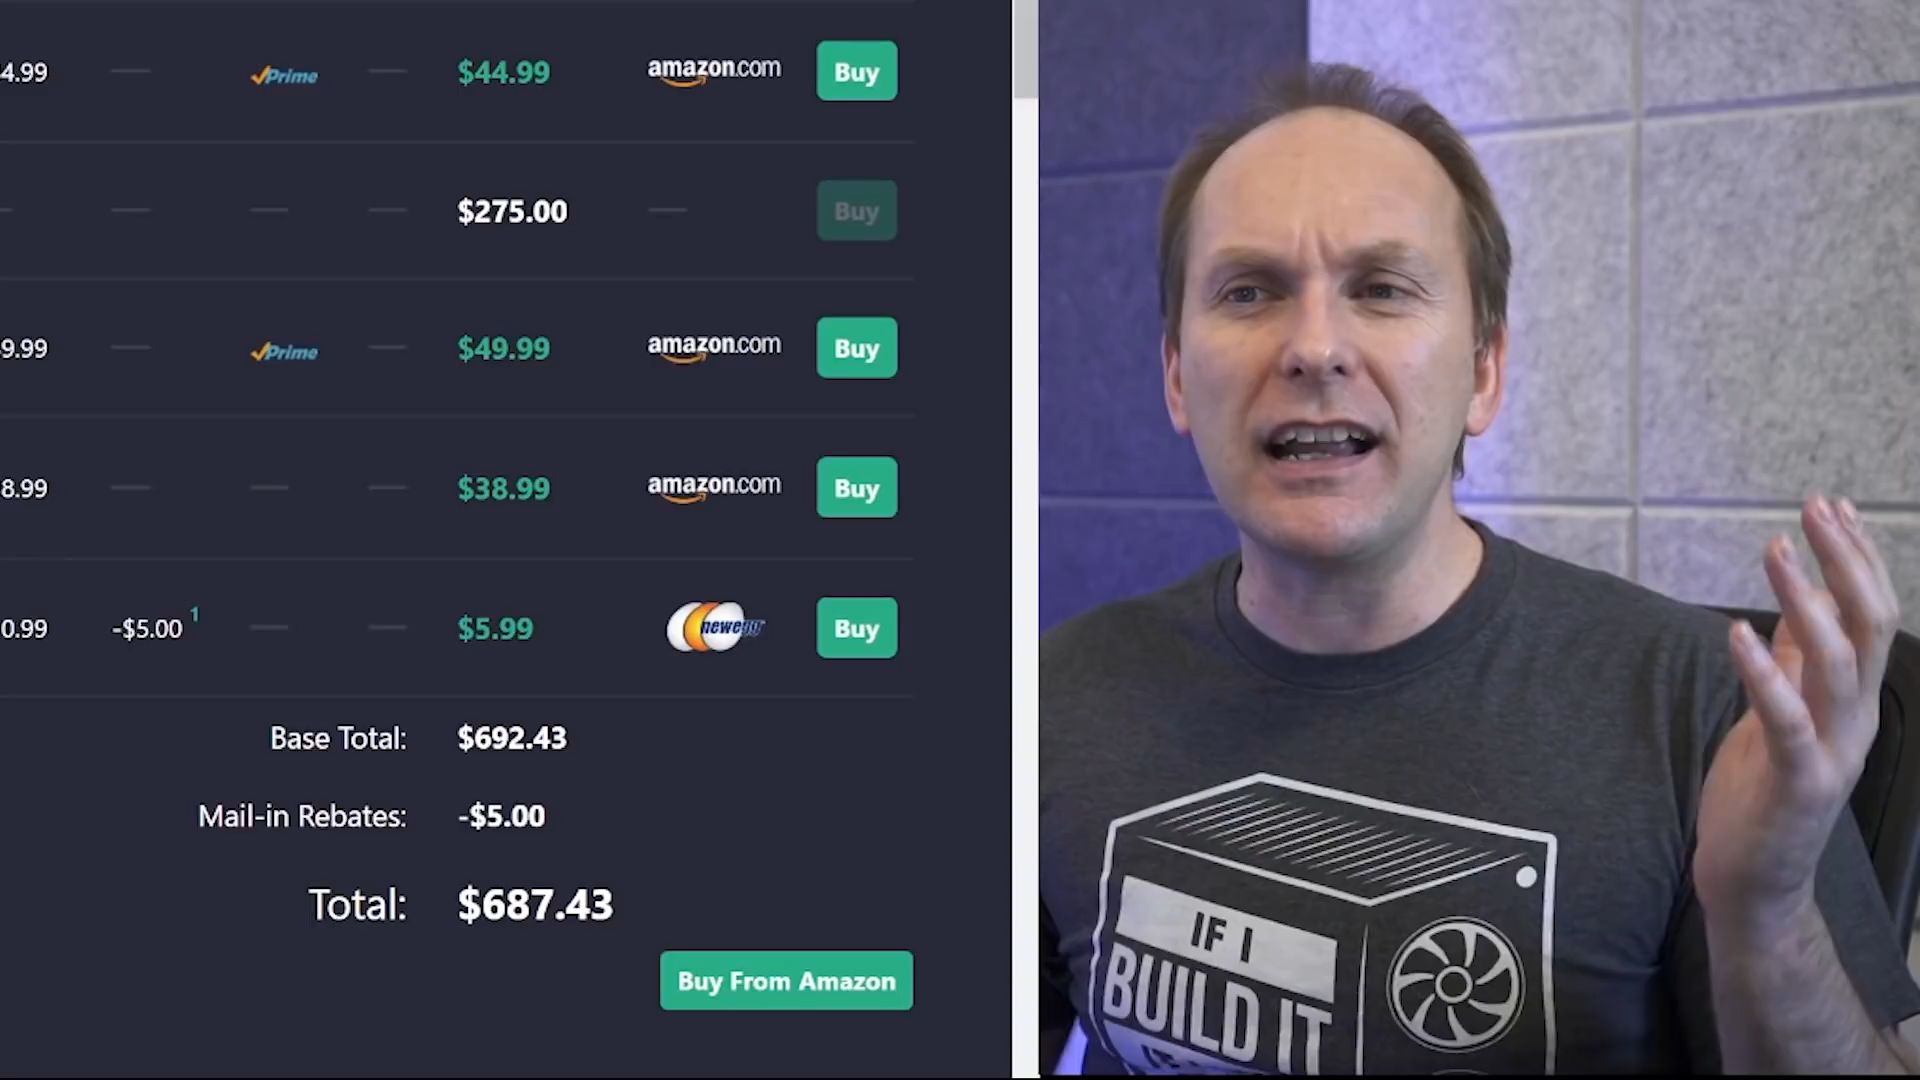 4.99 — ✓Prime — $44.99 amazon.com Buy
— — — — $275.00 — Buy
9.99 — ✓Prime — $49.99 amazon.com Buy
8.99 — — — $38.99 amazon.com Buy
0.99 -$5.00 1 — — $5.99 newegg Buy
Base Total: $692.43
Mail-in Rebates: -$5.00
Total: $687.43
Buy From Amazon
IF I
BUILD IT